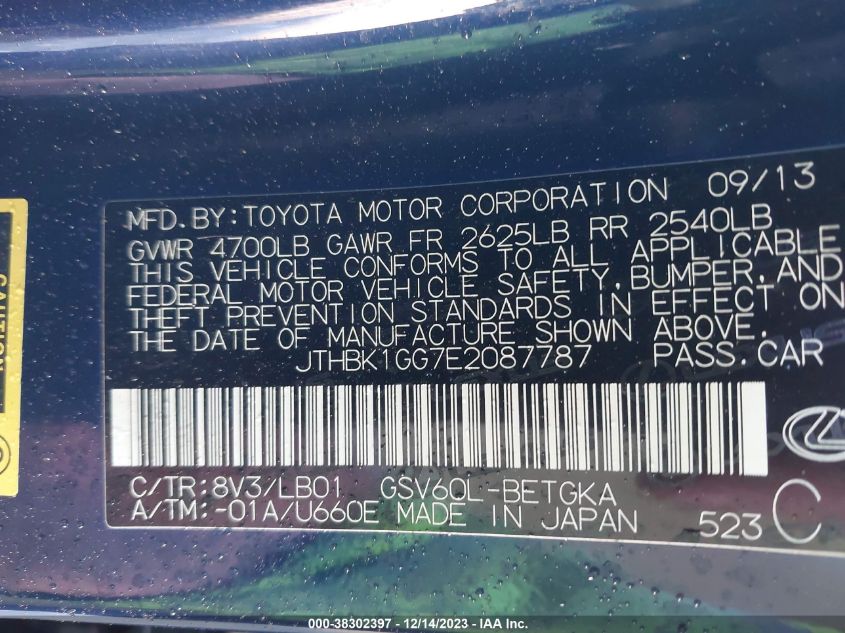 MFD.BY:TOYOTA MOTOR CORPORATION 09/13
GVWR 4700LB GAWR FR 2625LB RR 2540LB
THIS VEHICLE CONFORMS TO ALL APPLICABLE
FEDERAL MOTOR VEHICLE SAFETY,BUMPER,AND
THEFT PREVENTION STANDARDS IN EFFECT ON
THE DATE OF MANUFACTURE SHOWN ABOVE.
JTHBK1GG7E2087787 PASS.CAR
C/TR:8V3/LB01 GSV60L-BETGKA
A/TM:-01A/U660E MADE IN JAPAN 523 C
CAUTION
000-38302397 - 12/14/2023 - IAA Inc.